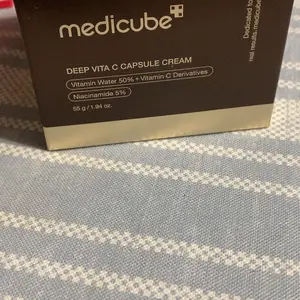 medicube
DEEP VITA C CAPSULE CREAM
Vitamin Water 50% + Vitamin C Derivatives
Niacinamide 5%
55 g / 1.94 oz.
Dedicated to
real results. medicube